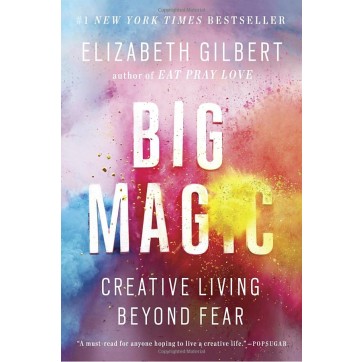 #1 NEW YORK TIMES BESTSELLER
ELIZABETH GILBERT
author of EAT PRAY LOVE
BIG
MAGIC
CREATIVE LIVING
BEYOND FEAR
"A must-read for anyone hoping to live a creative life." —POPSUGAR